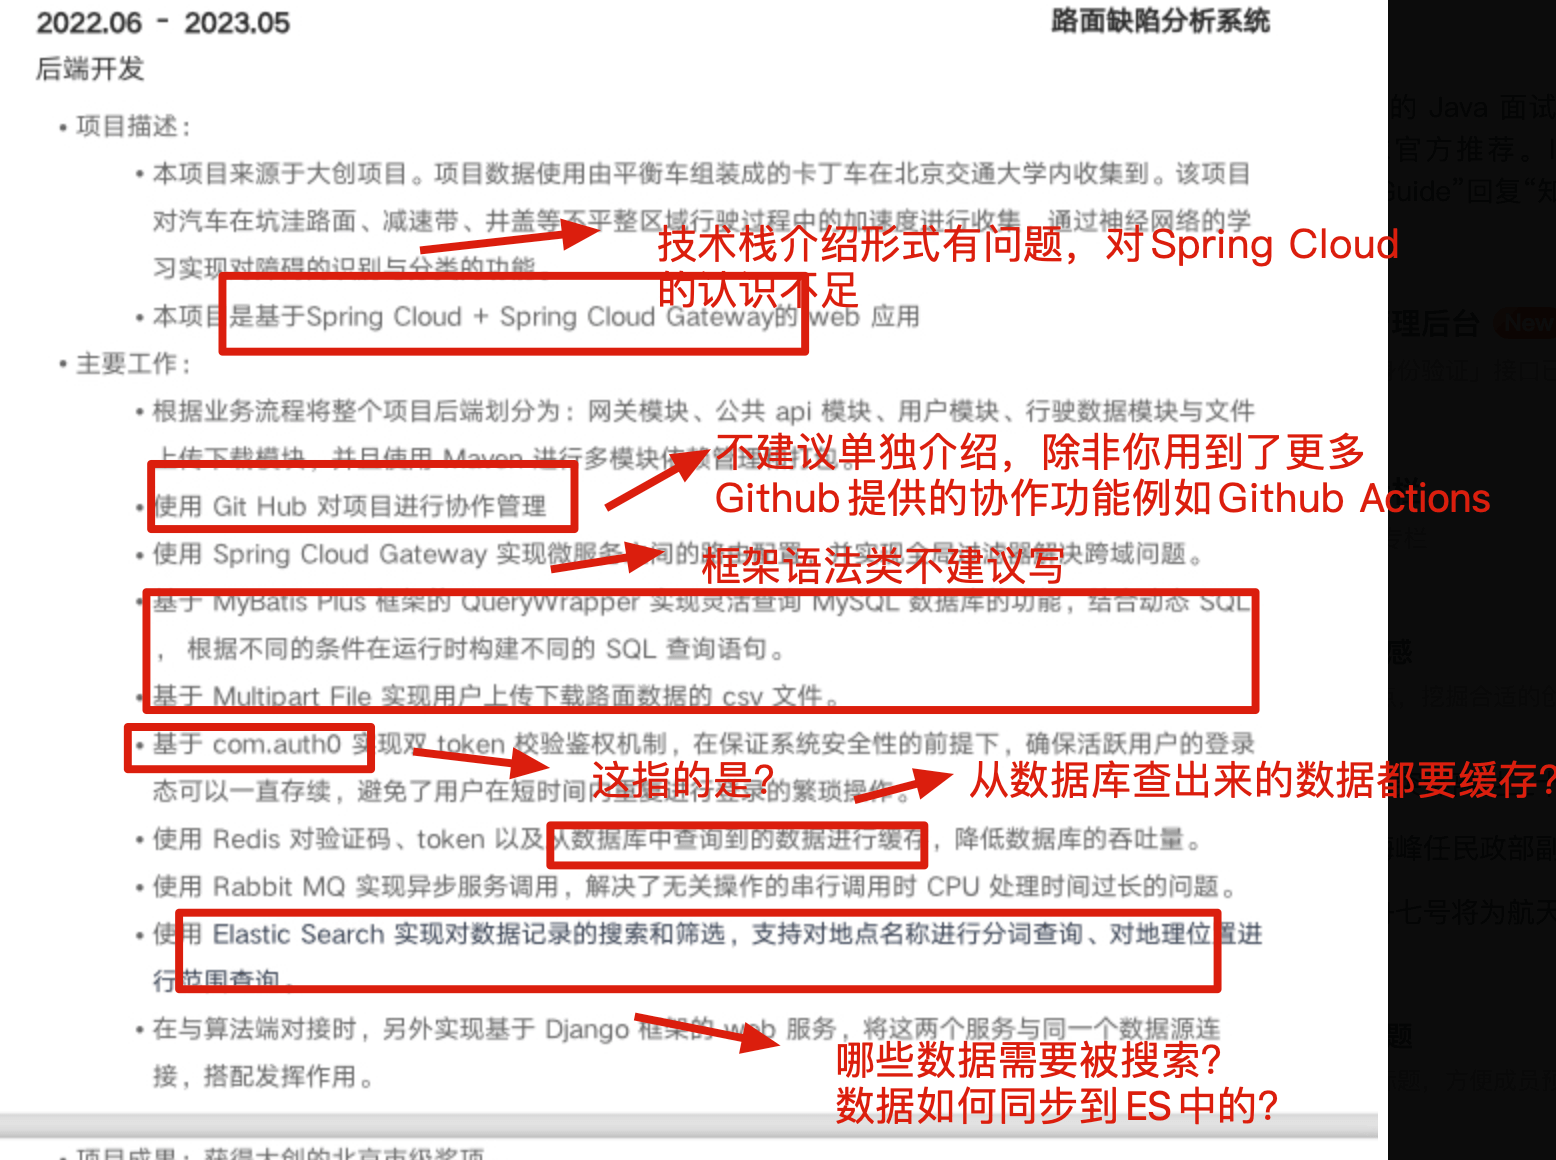 2022.06 - 2023.05 路面缺陷分析系统
后端开发
• 项目描述：
• 本项目来源于大创项目。项目数据使用由平衡车组装成的卡丁车在北京交通大学内收集到。该项目
对汽车在坑洼路面、减速带、井盖等不平整区域行驶过程中的加速度进行收集，通过神经网络的学
习实现对障碍的识别与分类的功能。
技术栈介绍形式有问题，对Spring Cloud
的认识不足
• 本项目是基于Spring Cloud + Spring Cloud Gateway的 web 应用
• 主要工作：
• 根据业务流程将整个项目后端划分为：网关模块、公共 api 模块、用户模块、行驶数据模块与文件
上传下载模块，并且使用 Maven 进行多模块依赖管理和打包。
不建议单独介绍，除非你用到了更多
Github提供的协作功能例如Github Actions
• 使用 Git Hub 对项目进行协作管理
• 使用 Spring Cloud Gateway 实现微服务之间的路由配置，并实现全局过滤器解决跨域问题。
框架语法类不建议写
• 基于 MyBatis Plus 框架的 QueryWrapper 实现灵活查询 MySQL 数据库的功能，结合动态 SQL
， 根据不同的条件在运行时构建不同的 SQL 查询语句。
• 基于 Multipart File 实现用户上传下载路面数据的 csv 文件。
• 基于 com.auth0 实现双 token 校验鉴权机制，在保证系统安全性的前提下，确保活跃用户的登录
态可以一直存续，避免了用户在短时间内重复进行登录的繁琐操作。
这指的是？
从数据库查出来的数据都要缓存？
• 使用 Redis 对验证码、token 以及从数据库中查询到的数据进行缓存，降低数据库的吞吐量。
• 使用 Rabbit MQ 实现异步服务调用，解决了无关操作的串行调用时 CPU 处理时间过长的问题。
• 使用 Elastic Search 实现对数据记录的搜索和筛选，支持对地点名称进行分词查询、对地理位置进
行范围查询。
• 在与算法端对接时，另外实现基于 Django 框架的 web 服务，将这两个服务与同一个数据源连
接，搭配发挥作用。
哪些数据需要被搜索？
数据如何同步到ES中的？
• 项目成果：获得大创的北京市级奖项
的 Java 面试
官方推荐。
uide”回复“知
理后台 New
峰任民政部副
七号将为航天
题